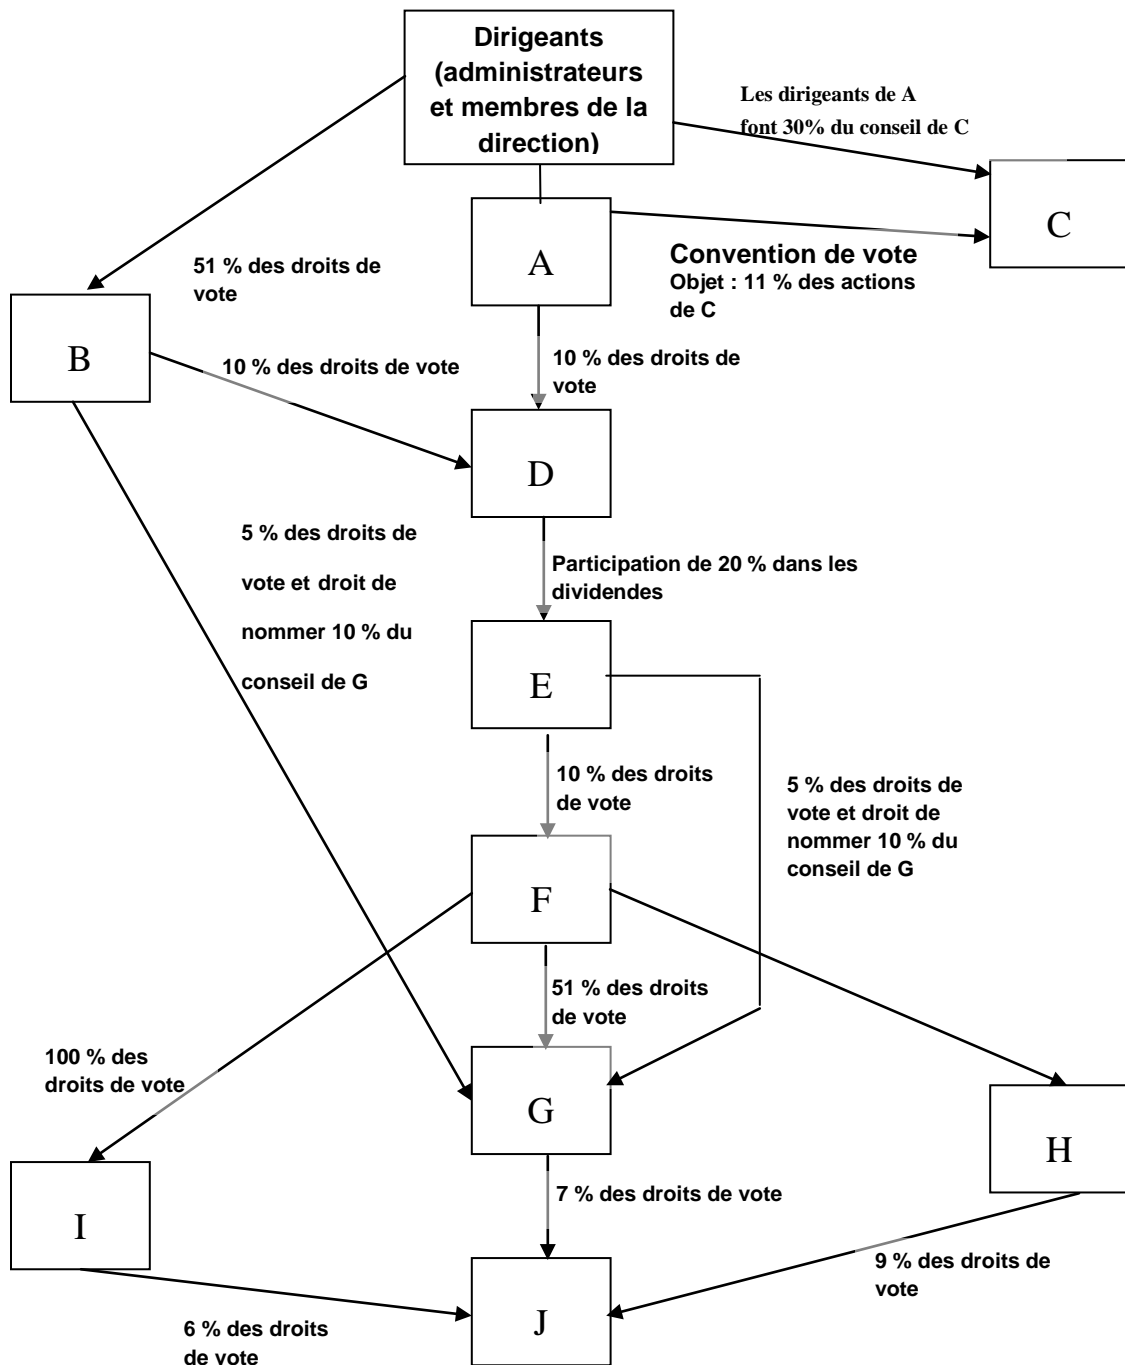 Dirigeants
(administrateurs
et membres de la
direction)
Les dirigeants de A
font 30% du conseil de C
C
A
Convention de vote
Objet : 11 % des actions
de C
51 % des droits de
vote
B
10 % des droits de vote
10 % des droits de
vote
D
5 % des droits de
vote et droit de
nommer 10 % du
conseil de G
Participation de 20 % dans les
dividendes
E
10 % des droits
de vote
5 % des droits de
vote et droit de
nommer 10 % du
conseil de G
F
51 % des droits
de vote
100 % des
droits de vote
G
H
I
7 % des droits de vote
9 % des droits de
vote
J
6 % des droits
de vote